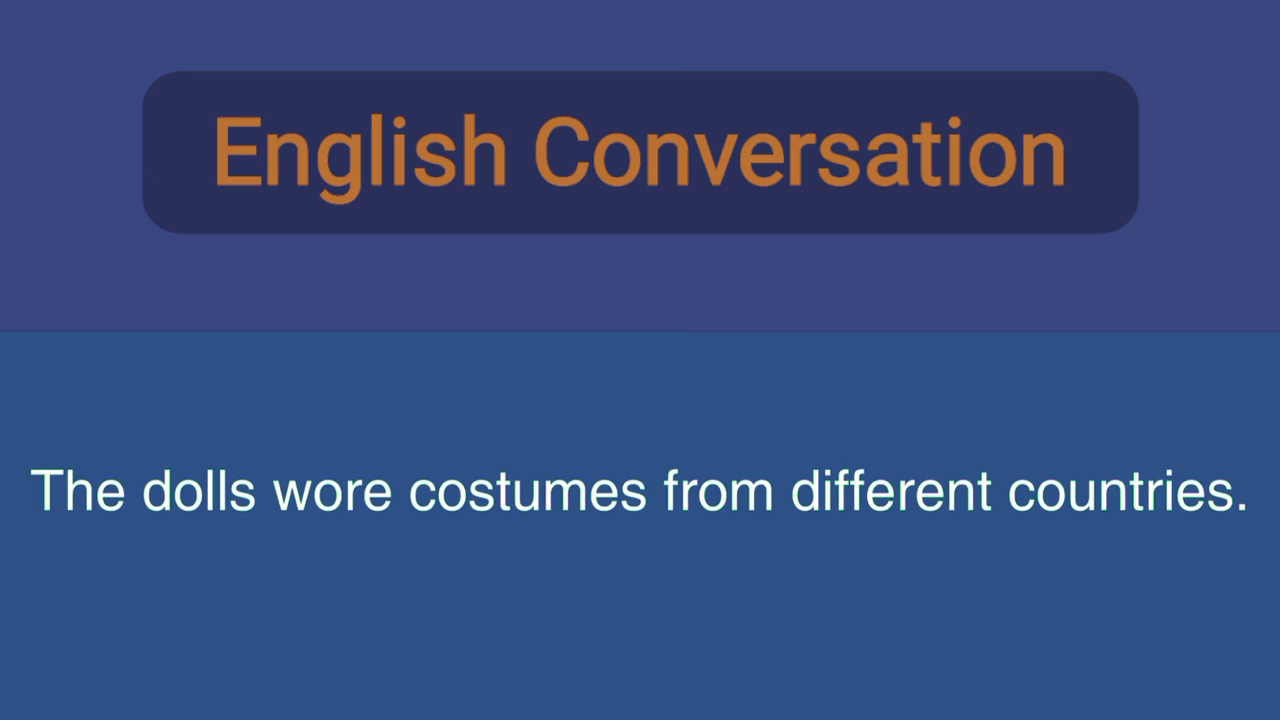 English Conversation
The dolls wore costumes from different countries.